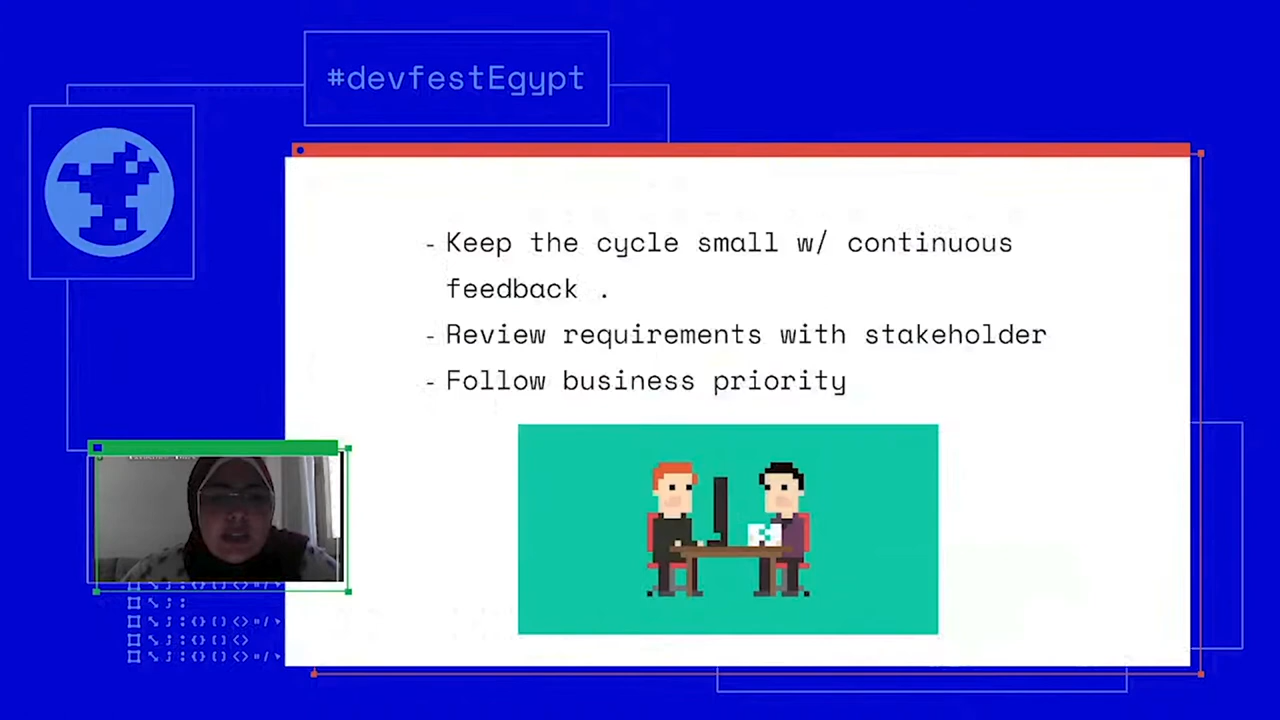 #devfestEgypt
- Keep the cycle small w/ continuous
feedback .
- Review requirements with stakeholder
- Follow business priority